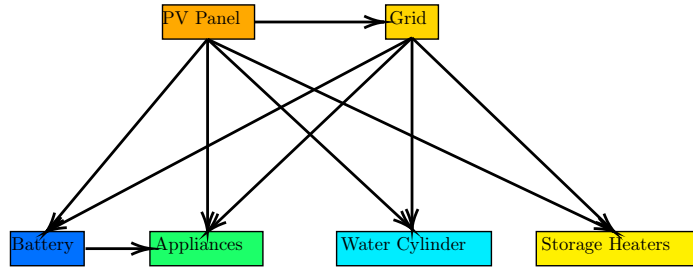 PV Panel
Grid
Battery
Appliances
Water Cylinder
Storage Heaters